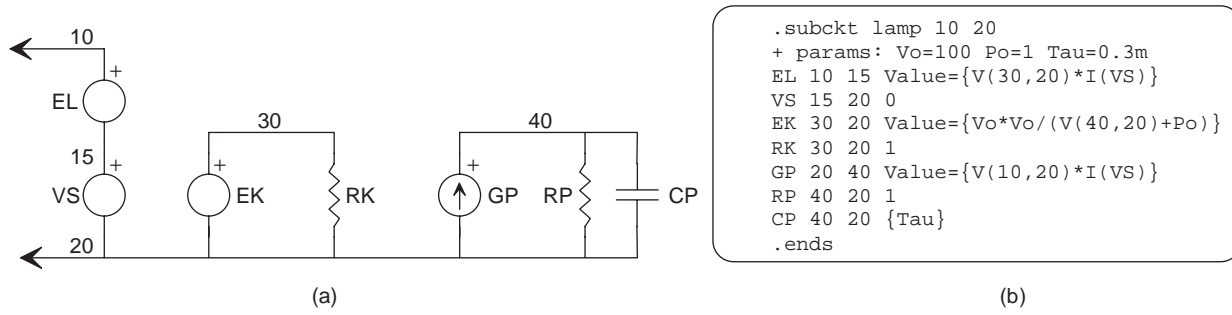 10
+
EL
15
+
VS
20
30
+
EK
RK
40
+
GP
RP
CP
(a)
.subckt lamp 10 20
+ params: Vo=100 Po=1 Tau=0.3m
EL 10 15 Value={V(30,20)*I(VS)}
VS 15 20 0
EK 30 20 Value={Vo*Vo/(V(40,20)+Po)}
RK 30 20 1
GP 20 40 Value={V(10,20)*I(VS)}
RP 40 20 1
CP 40 20 {Tau}
.ends
(b)